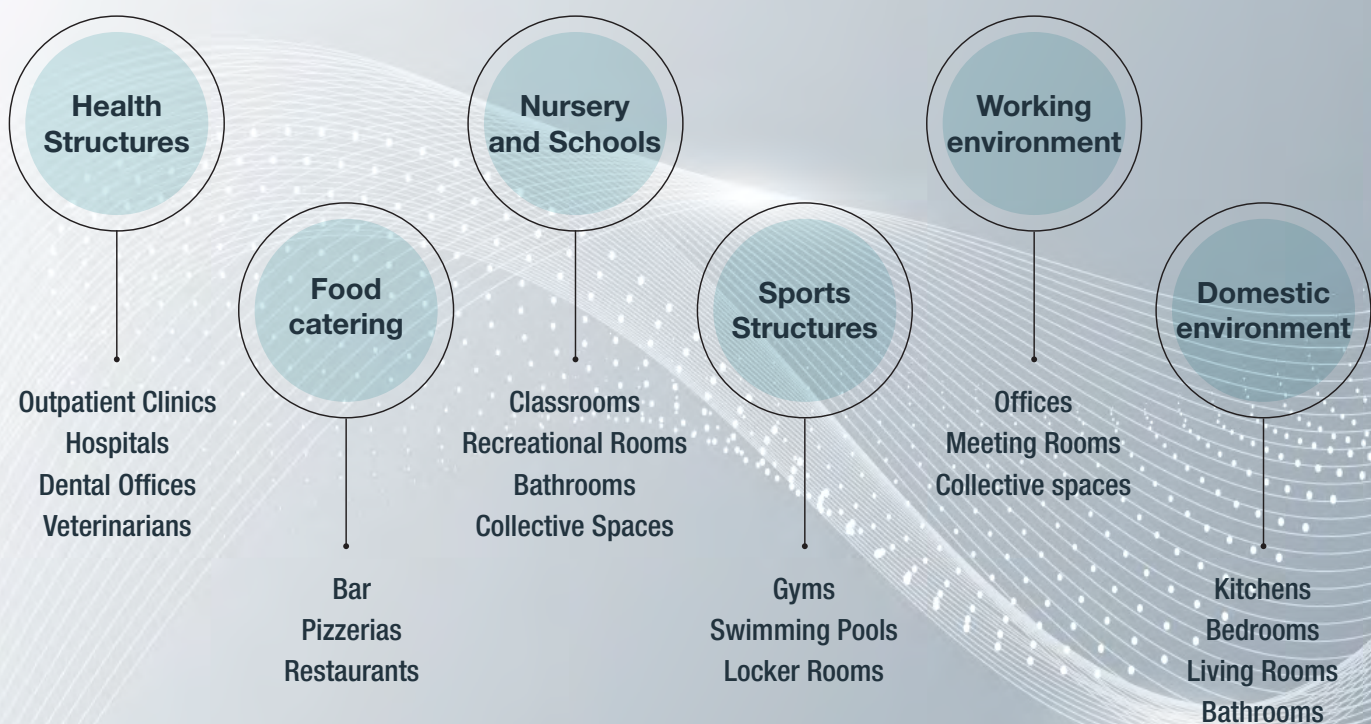 Health
Structures
Outpatient Clinics
Hospitals
Dental Offices
Veterinarians
Food
catering
Bar
Pizzerias
Restaurants
Nursery
and Schools
Classrooms
Recreational Rooms
Bathrooms
Collective Spaces
Sports
Structures
Gyms
Swimming Pools
Locker Rooms
Working
environment
Offices
Meeting Rooms
Collective spaces
Domestic
environment
Kitchens
Bedrooms
Living Rooms
Bathrooms